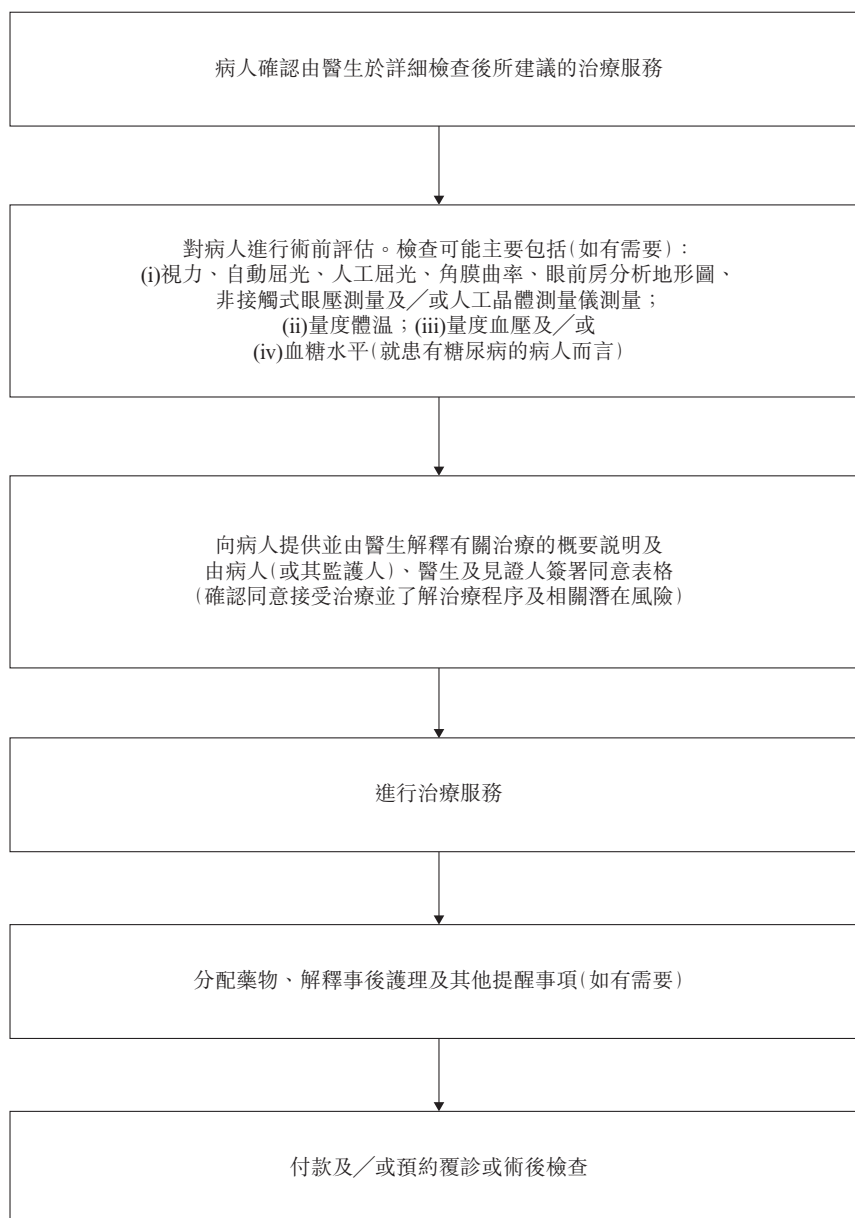 病人確認由醫生於詳細檢查後所建議的治療服務
對病人進行術前評估。檢查可能主要包括(如有需要)：
(i)視力、自動屈光、人工屈光、角膜曲率、眼前房分析地形圖、
非接觸式眼壓測量及／或人工晶體測量儀測量；
(ii)量度體温；(iii)量度血壓及／或
(iv)血糖水平(就患有糖尿病的病人而言)
向病人提供並由醫生解釋有關治療的概要説明及
由病人(或其監護人)、醫生及見證人簽署同意表格
(確認同意接受治療並了解治療程序及相關潛在風險)
進行治療服務
分配藥物、解釋事後護理及其他提醒事項(如有需要)
付款及／或預約覆診或術後檢查